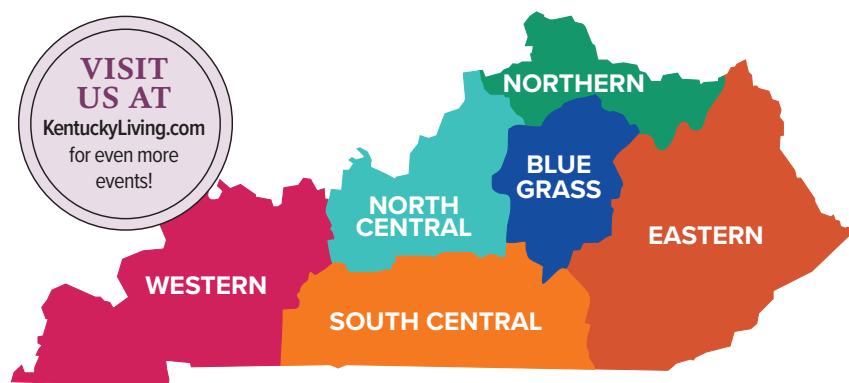 VISIT
US AT
KentuckyLiving.com
for even more
events!
NORTHERN
BLUE
GRASS
NORTH
CENTRAL
EASTERN
WESTERN
SOUTH CENTRAL